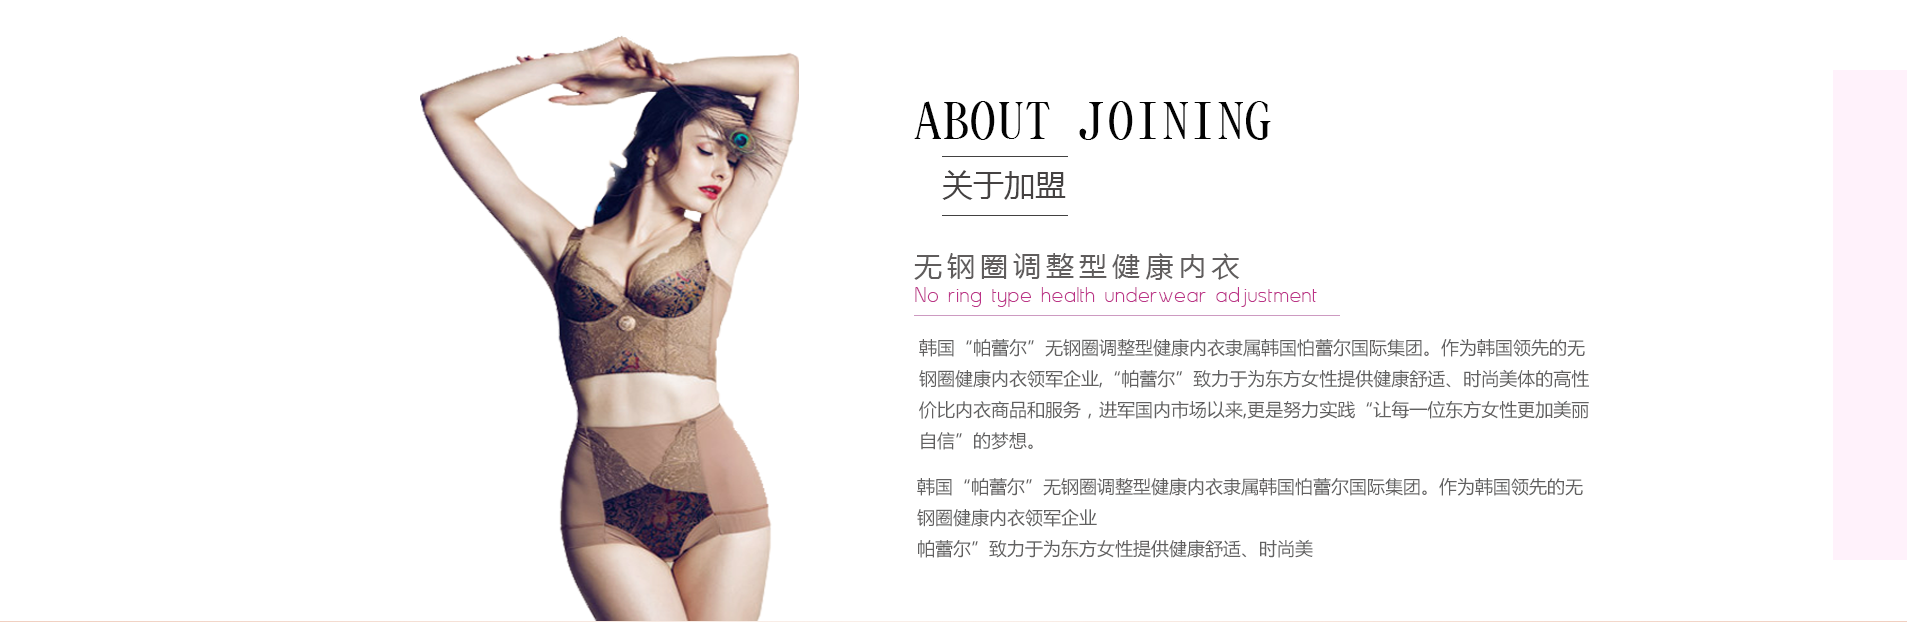 ABOUT JOINING
关于加盟
无钢圈调整型健康内衣
No ring type health underwear adjustment
韩国“帕蕾尔”无钢圈调整型健康内衣隶属韩国怕蕾尔国际集团。作为韩国领先的无
钢圈健康内衣领军企业,“帕蕾尔”致力于为东方女性提供健康舒适、时尚美体的高性
价比内衣商品和服务，进军国内市场以来,更是努力实践“让每一位东方女性更加美丽
自信”的梦想。
韩国“帕蕾尔”无钢圈调整型健康内衣隶属韩国怕蕾尔国际集团。作为韩国领先的无
钢圈健康内衣领军企业
帕蕾尔”致力于为东方女性提供健康舒适、时尚美